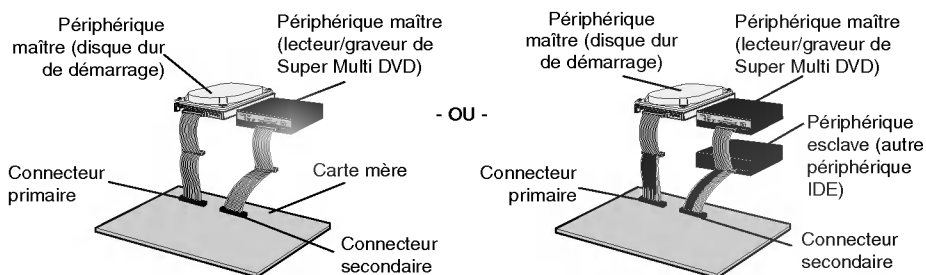 Périphérique
maître (disque dur
de démarrage)
Périphérique maître
(lecteur/graveur de
Super Multi DVD)
Connecteur
primaire
Carte mère
Connecteur
secondaire
- OU -
Périphérique
maître (disque dur
de démarrage)
Périphérique maître
(lecteur/graveur de
Super Multi DVD)
Périphérique
esclave (autre
périphérique
IDE)
Connecteur
primaire
Connecteur
secondaire